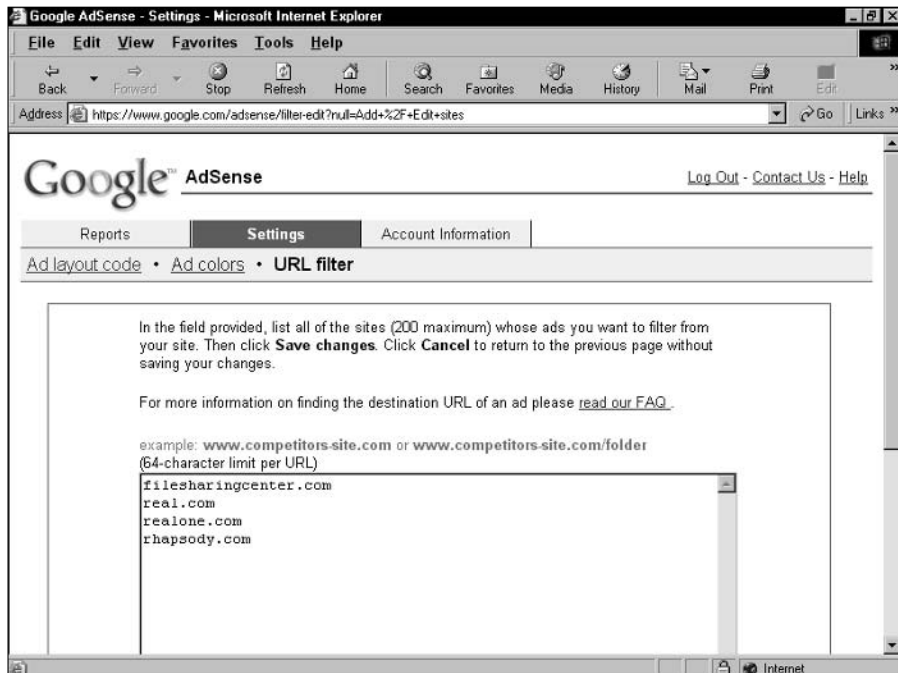 Google AdSense - Settings - Microsoft Internet Explorer
File Edit View Favorites Tools Help
Back Forward Stop Refresh Home Search Favorites Media History Mail Print Edit
Address https://www.google.com/adsense/filter-edit?null=Add+%2F+Edit+sites Go Links
Google™ AdSense Log Out - Contact Us - Help
Reports Settings Account Information
Ad layout code • Ad colors • URL filter
In the field provided, list all of the sites (200 maximum) whose ads you want to filter from
your site. Then click Save changes. Click Cancel to return to the previous page without
saving your changes.
For more information on finding the destination URL of an ad please read our FAQ .
example: www.competitors-site.com or www.competitors-site.com/folder
(64-character limit per URL)
filesharingcenter.com
real.com
realone.com
rhapsody.com
Internet